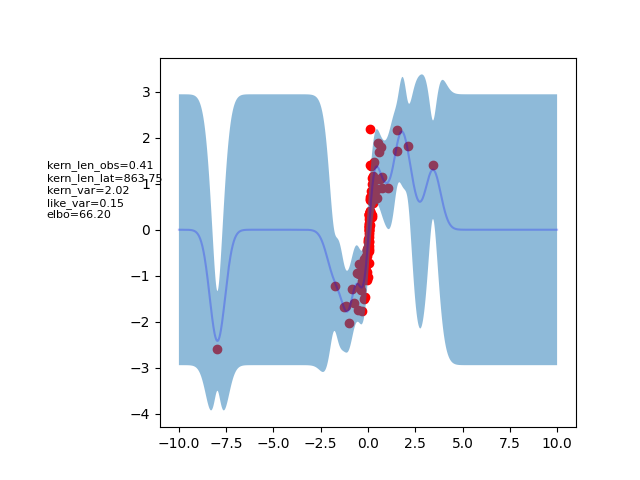 3
2
1
0
−1
−2
−3
−4
kern_len_obs=0.41
kern_len_lat=863.75
kern_var=2.02
like_var=0.15
elbo=66.20
−10.0 −7.5 −5.0 −2.5 0.0 2.5 5.0 7.5 10.0